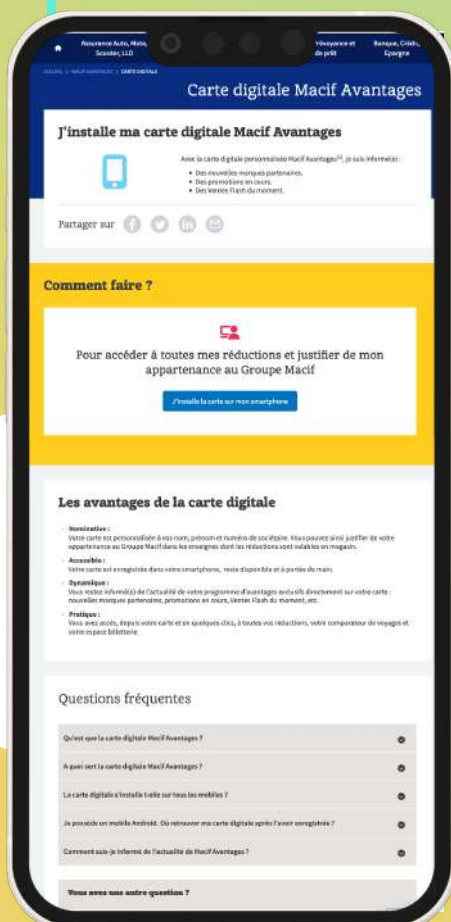 Assurance Auto, Moto,
Scooter, LLD
Prévoyance et
de prêt
Banque, Crédit,
Epargne
CARTE DIGITALE
Carte digitale Macif Avantages
J'installe ma carte digitale Macif Avantages
Avec la carte digitale personnalisée Macif Avantages, je suis informé(e) :
Des nouvelles marques partenaires.
Des promotions en cours.
Des Ventes Flash du moment.
Partager sur
Comment faire ?
Pour accéder à toutes mes réductions et justifier de mon
appartenance au Groupe Macif
J'installe la carte sur mon smartphone
Les avantages de la carte digitale
Nominative :
Votre carte est personnalisée à vos nom, prénom et numéro de sociétaire. Vous pouvez ainsi justifier de votre
appartenance au Groupe Macif dans les enseignes dont les réductions sont valables en magasin.
Accessible :
Votre carte est enregistrée dans votre smartphone, reste disponible et à portée de main.
Dynamique :
Vous restez informé(e) de l'actualité de votre programme d'avantages exclusifs directement sur votre carte :
nouvelles marques partenaires, promotions en cours, Ventes Flash du moment, etc.
Pratique :
Vous avez accès, depuis votre carte et en quelques clics, à toutes vos réductions, votre comparateur de voyages et
votre espace billetterie.
Questions fréquentes
Qu'est que la carte digitale Macif Avantages ?
A quoi sert la carte digitale Macif Avantages ?
La carte digitale s'installe t-elle sur tous les mobiles ?
Je possède un mobile Android. Où retrouver ma carte digitale après l'avoir enregistrée ?
Comment suis-je informé de l'actualité de Macif Avantages ?
Vous avez une autre question ?